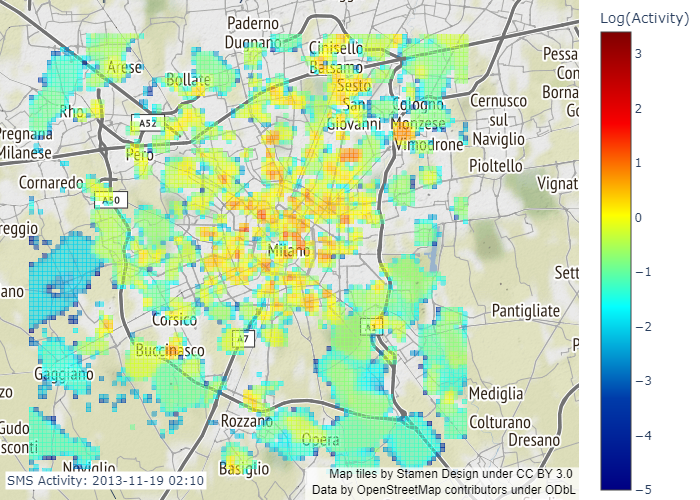 Paderno
Dugnano
Cinisello
Balsamo
Pessa
Con
Borna
Go
Arese
Bollate
Sesto
San
Giovanni
Cologno
Monzese
Cernusco
sul
Naviglio
Rho
A52
Pregnana
Milanese
Pero
Vimodrone
Pioltello
Cornaredo
Vignat
A50
reggio
Milano
Sett
ano
Pantigliate
Corsico
A1
A7
P
Buccinasco
Gaggiano
zo
Mediglia
Rozzano
Colturano
Gudo
sconti
Opera
Dresano
Noviglio
Basiglio
SMS Activity: 2013-11-19 02:10
Map tiles by Stamen Design under CC BY 3.0
Data by OpenStreetMap contributors under ODbL
Log(Activity)
3
2
1
0
−1
−2
−3
−4
−5